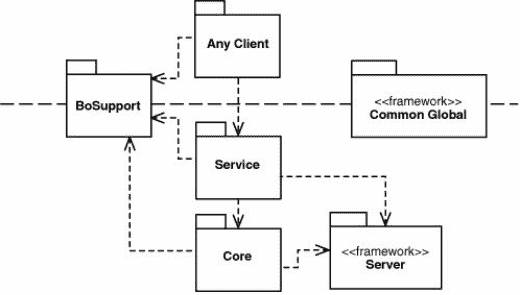 Any Client
BoSupport
<<framework>>
Common Global
Service
Core
<<framework>>
Server